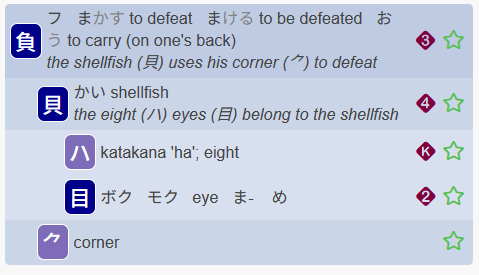 負 フ まかす to defeat まける to be defeated お
う to carry (on one's back) 3
the shellfish (貝) uses his corner (⺈) to defeat
貝 かい shellfish 4
the eight (ハ) eyes (目) belong to the shellfish
ハ katakana 'ha'; eight K
目 ボク モク eye ま- め 2
⺈ corner